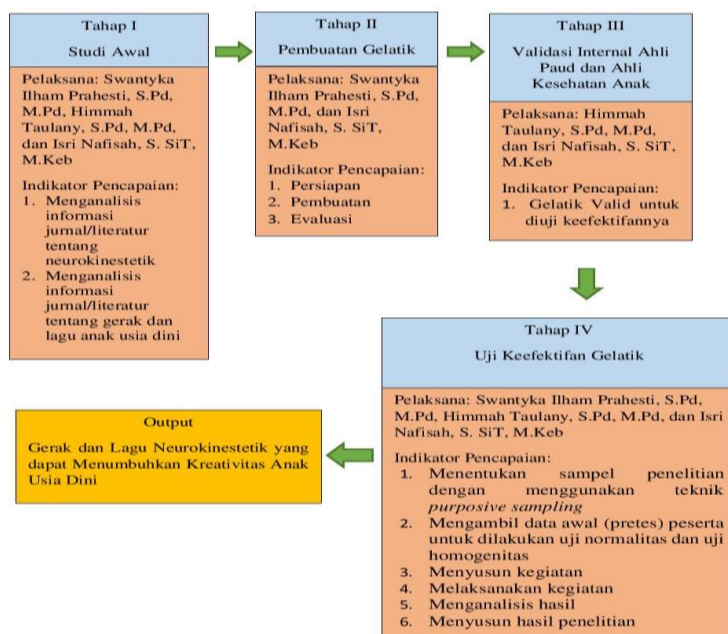 Tahap I
Studi Awal
Pelaksana: Swantyka
Ilham Prahesti, S.Pd,
M.Pd, Himmah
Taulany, S.Pd, M.Pd,
dan Isri Nafisah, S. SiT,
M.Keb
Indikator Pencapaian:
1. Menganalisis
informasi
jurnal/literatur
tentang
neurokinestetik
2. Menganalisis
informasi
jurnal/literatur
tentang gerak dan
lagu anak usia dini
Tahap II
Pembuatan Gelatik
Pelaksana: Swantyka
Ilham Prahesti, S.Pd,
M.Pd, dan Isri
Nafisah, S. SiT,
M.Keb
Indikator Pencapaian:
1. Persiapan
2. Pembuatan
3. Evaluasi
Tahap III
Validasi Internal Ahli
Paud dan Ahli
Kesehatan Anak
Pelaksana: Himmah
Taulany, S.Pd, M.Pd,
dan Isri Nafisah, S. SiT,
M.Keb
Indikator Pencapaian:
1. Gelatik Valid untuk
diuji keefektifannya
Tahap IV
Uji Keefektifan Gelatik
Pelaksana: Swantyka Ilham Prahesti, S.Pd,
M.Pd, Himmah Taulany, S.Pd, M.Pd, dan Isri
Nafisah, S. SiT, M.Keb
Indikator Pencapaian:
1. Menentukan sampel penelitian
dengan menggunakan teknik
purposive sampling
2. Mengambil data awal (pretes) peserta
untuk dilakukan uji normalitas dan uji
homogenitas
3. Menyusun kegiatan
4. Melaksanakan kegiatan
5. Menganalisis hasil
6. Menyusun hasil penelitian
Output
Gerak dan Lagu Neurokinestetik yang
dapat Menumbuhkan Kreativitas Anak
Usia Dini